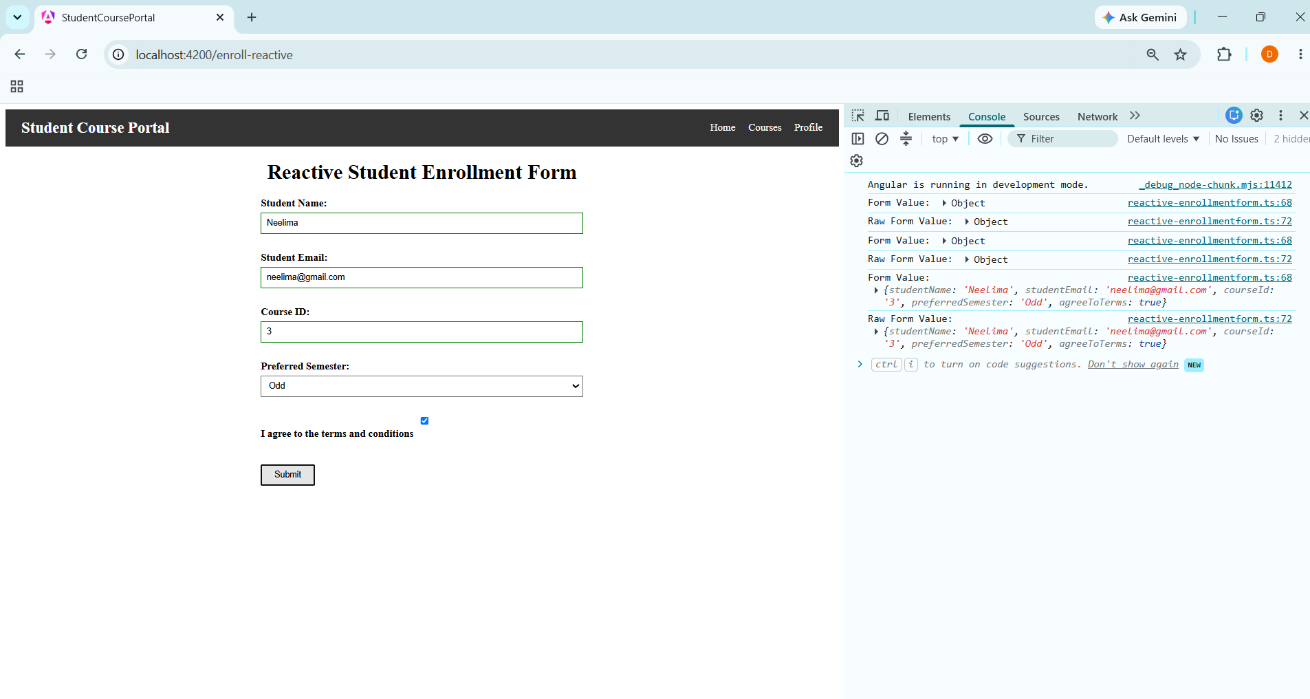 StudentCoursePortal
Ask Gemini
localhost:4200/enroll-reactive
D
Student Course Portal
Home Courses Profile
Reactive Student Enrollment Form
Student Name:
Neelima
Student Email:
neelima@gmail.com
Course ID:
3
Preferred Semester:
Odd
I agree to the terms and conditions
Submit
Elements Console Sources Network
top Filter Default levels No Issues 2 hidden
Angular is running in development mode. _debug_node-chunk.mjs:11412
Form Value: Object reactive-enrollmentform.ts:68
Raw Form Value: Object reactive-enrollmentform.ts:72
Form Value: Object reactive-enrollmentform.ts:68
Raw Form Value: Object reactive-enrollmentform.ts:72
Form Value: reactive-enrollmentform.ts:68
{studentName: 'Neelima', studentEmail: 'neelima@gmail.com', courseId:
'3', preferredSemester: 'Odd', agreeToTerms: true}
Raw Form Value: reactive-enrollmentform.ts:72
{studentName: 'Neelima', studentEmail: 'neelima@gmail.com', courseId:
'3', preferredSemester: 'Odd', agreeToTerms: true}
ctrl i to turn on code suggestions. Don't show again NEW